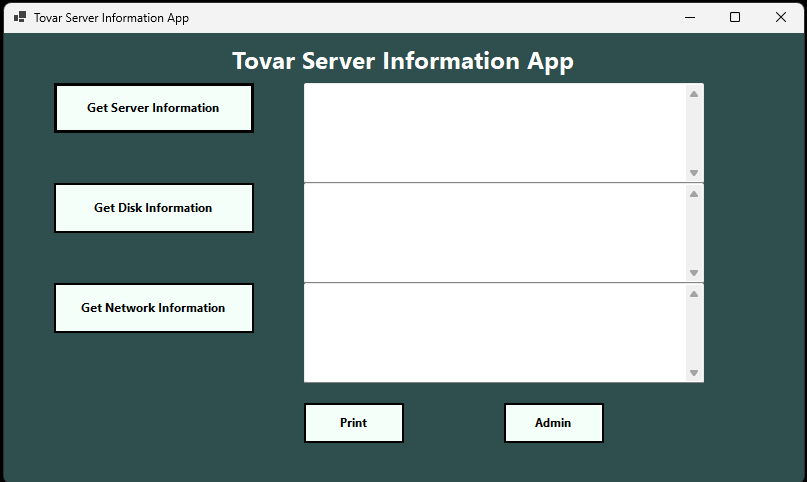 Tovar Server Information App
Tovar Server Information App
Get Server Information
Get Disk Information
Get Network Information
Print
Admin